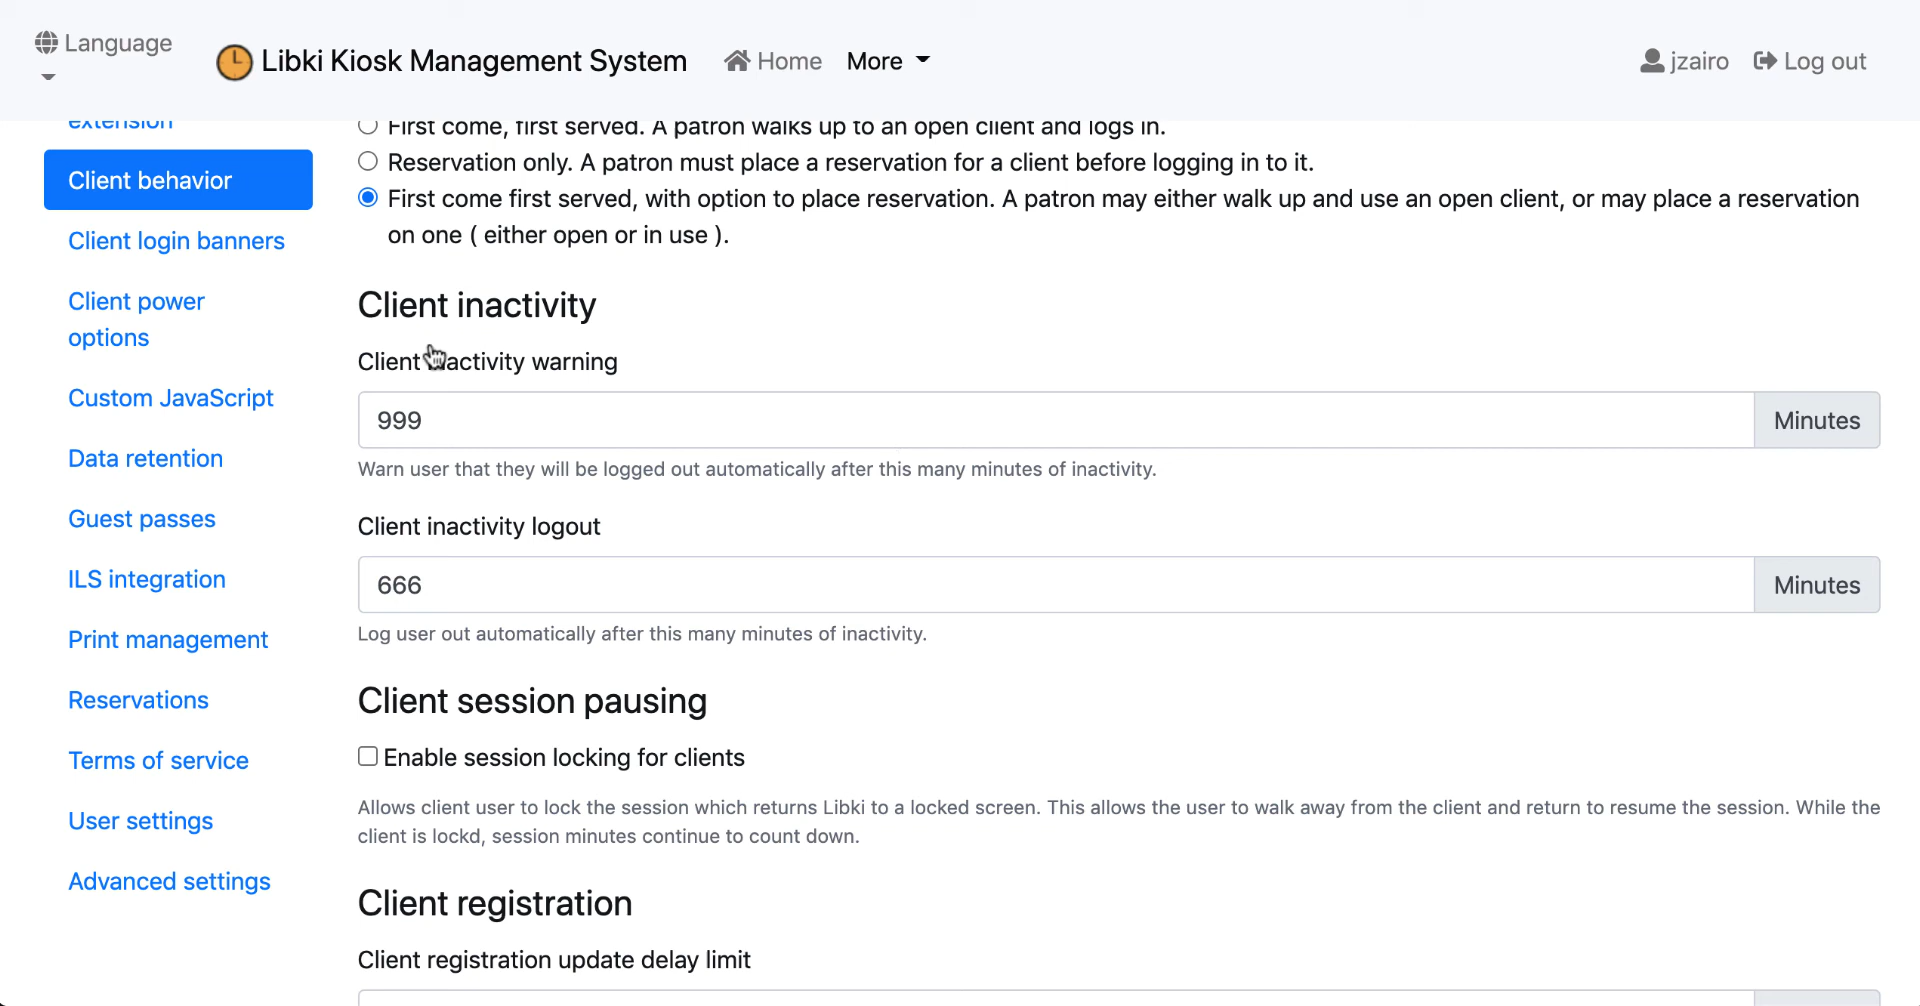 Language
Libki Kiosk Management System
Home
More
jzairo
Log out
extension
Client behavior
Client login banners
Client power
options
Custom JavaScript
Data retention
Guest passes
ILS integration
Print management
Reservations
Terms of service
User settings
Advanced settings
First come, first served. A patron walks up to an open client and logs in.
Reservation only. A patron must place a reservation for a client before logging in to it.
First come first served, with option to place reservation. A patron may either walk up and use an open client, or may place a reservation
on one ( either open or in use ).
Client inactivity
Client inactivity warning
999 Minutes
Warn user that they will be logged out automatically after this many minutes of inactivity.
Client inactivity logout
666 Minutes
Log user out automatically after this many minutes of inactivity.
Client session pausing
Enable session locking for clients
Allows client user to lock the session which returns Libki to a locked screen. This allows the user to walk away from the client and return to resume the session. While the
client is lockd, session minutes continue to count down.
Client registration
Client registration update delay limit